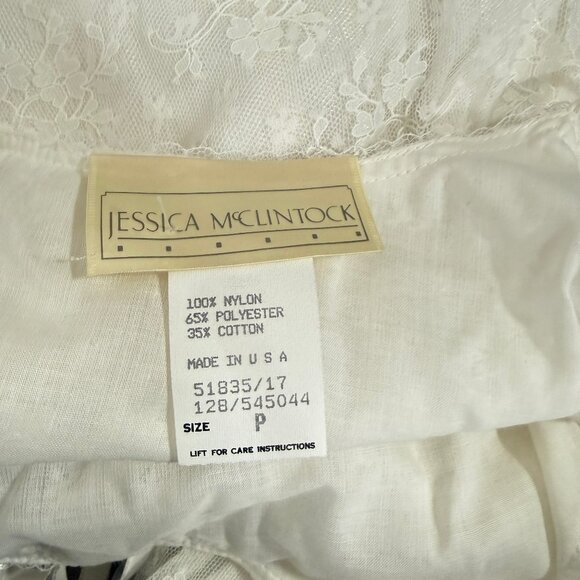 JESSICA McCLINTOCK
100% NYLON
65% POLYESTER
35% COTTON
MADE IN U S A
51835/17
128/545044
SIZE P
LIFT FOR CARE INSTRUCTIONS